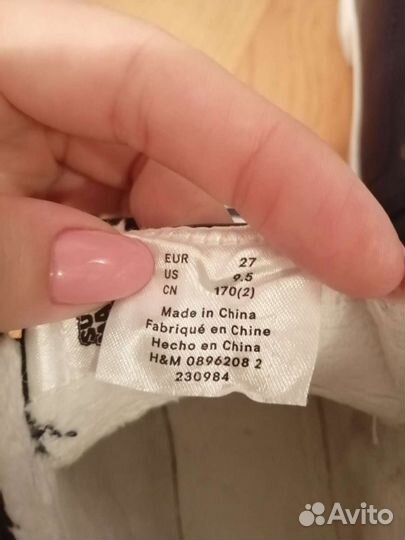 EUR 27
US 9.5
CN 170(2)
Made in China
Fabriqué en Chine
Hecho en China
H&M 0896208 2
230984
Avito